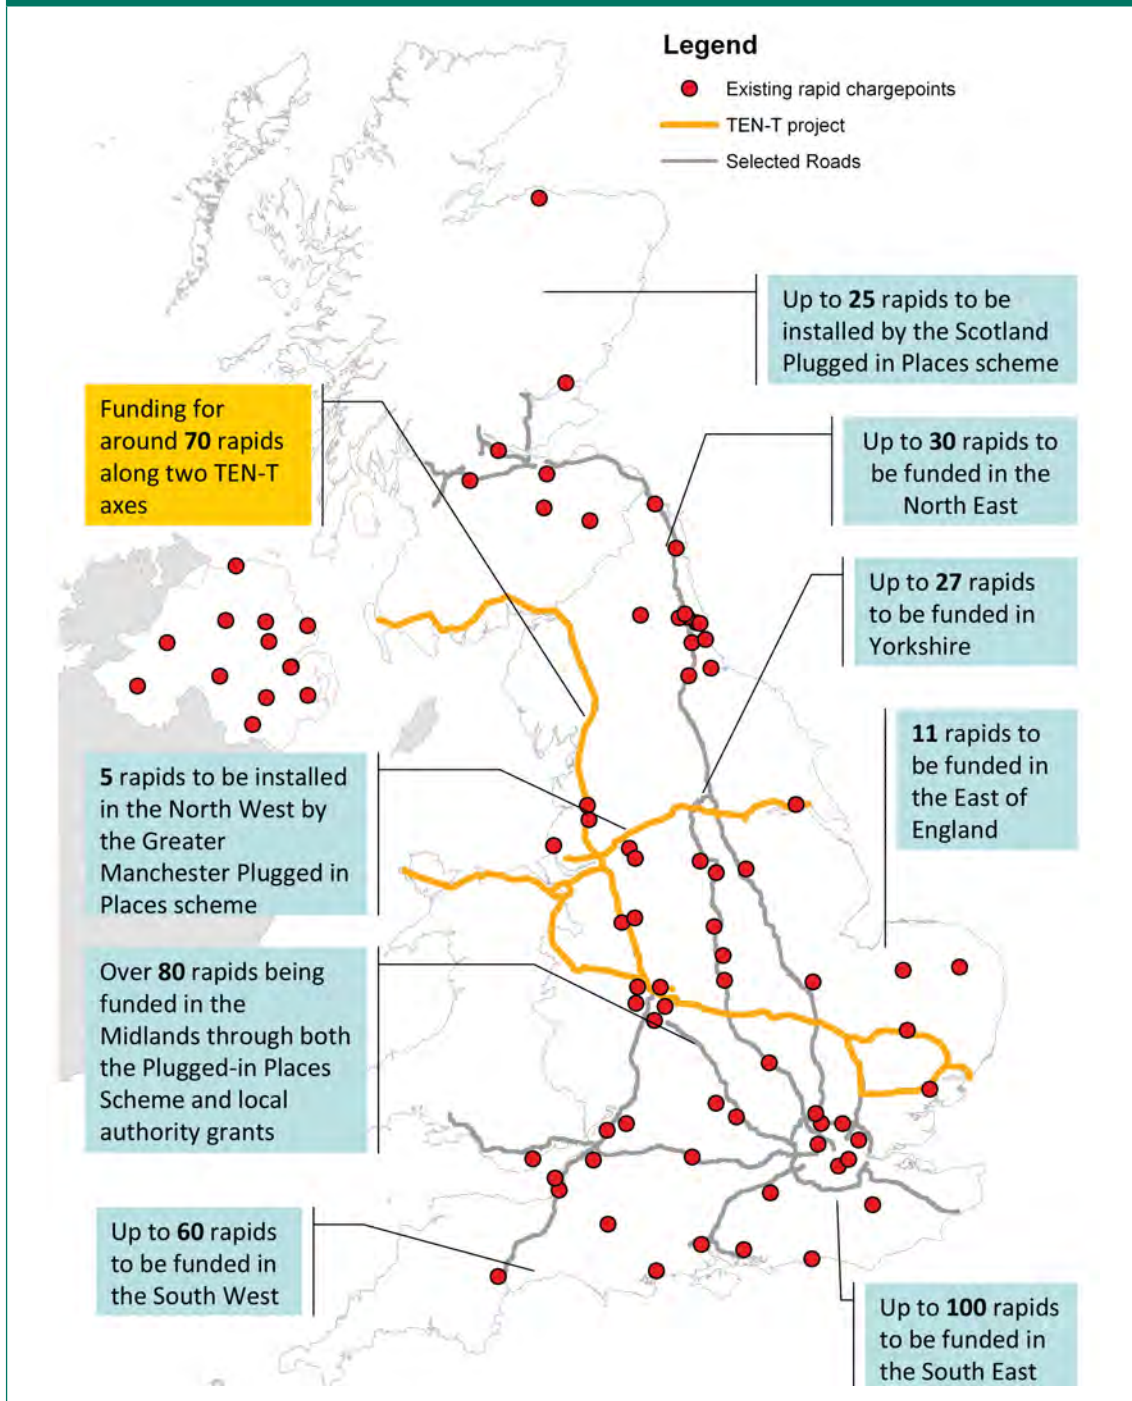 Legend
Existing rapid chargepoints
TEN-T project
Selected Roads
Up to 25 rapids to be
installed by the Scotland
Plugged in Places scheme
Funding for
around 70 rapids
along two TEN-T
axes
Up to 30 rapids to
be funded in the
North East
Up to 27 rapids
to be funded in
Yorkshire
11 rapids to
be funded in
the East of
England
5 rapids to be installed
in the North West by
the Greater
Manchester Plugged in
Places scheme
Over 80 rapids being
funded in the
Midlands through both
the Plugged-in Places
Scheme and local
authority grants
Up to 60 rapids
to be funded in
the South West
Up to 100 rapids
to be funded in
the South East